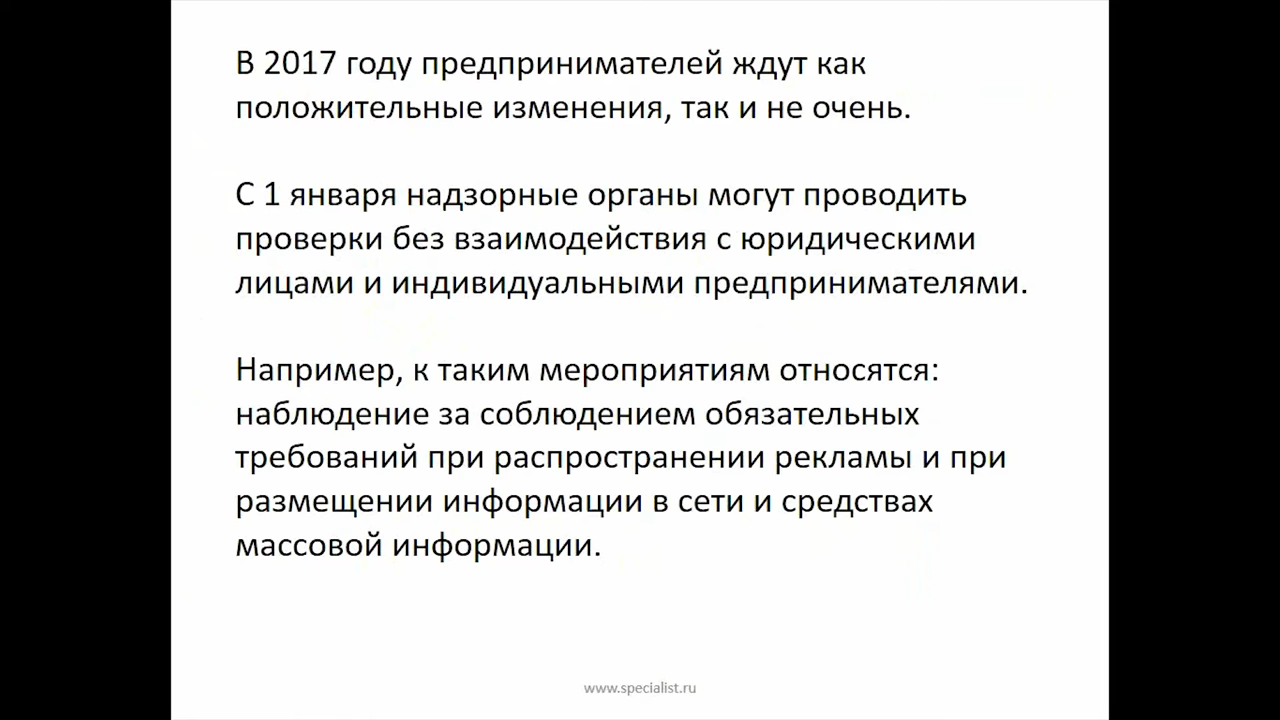 В 2017 году предпринимателей ждут как
положительные изменения, так и не очень.
С 1 января надзорные органы могут проводить
проверки без взаимодействия с юридическими
лицами и индивидуальными предпринимателями.
Например, к таким мероприятиям относятся:
наблюдение за соблюдением обязательных
требований при распространении рекламы и при
размещении информации в сети и средствах
массовой информации.
www.specialist.ru